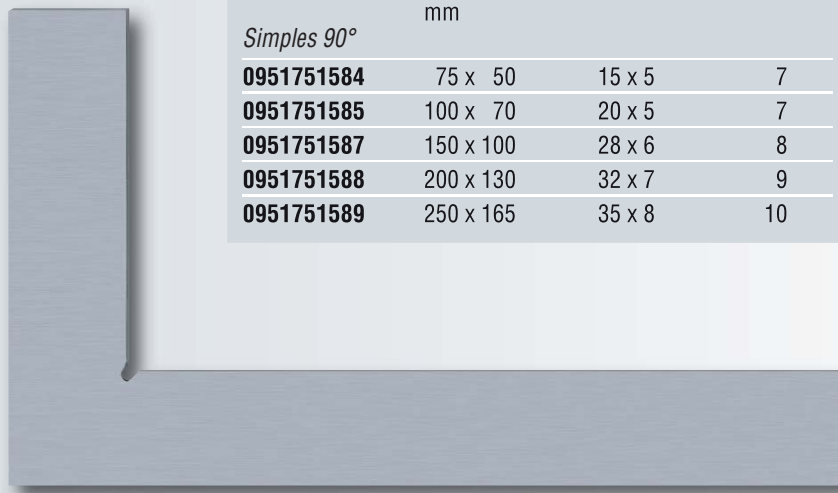 mm
Simples 90°
0951751584 75 x 50 15 x 5 7
0951751585 100 x 70 20 x 5 7
0951751587 150 x 100 28 x 6 8
0951751588 200 x 130 32 x 7 9
0951751589 250 x 165 35 x 8 10